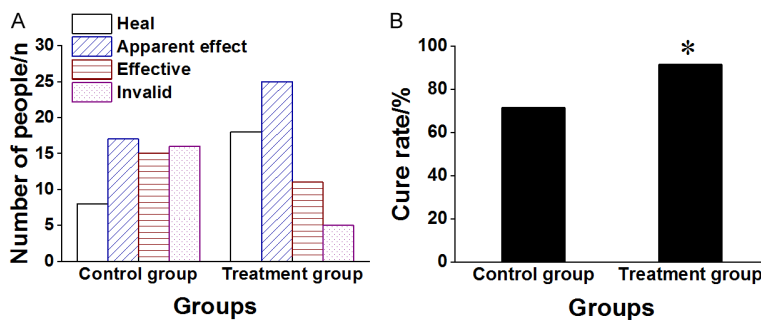 A
Heal
Apparent effect
Effective
Invalid
Number of people/n
30
25
20
15
10
5
0
Control group
Treatment group
Groups
B
Cure rate/%
100
80
60
40
20
0
*
Control group
Treatment group
Groups